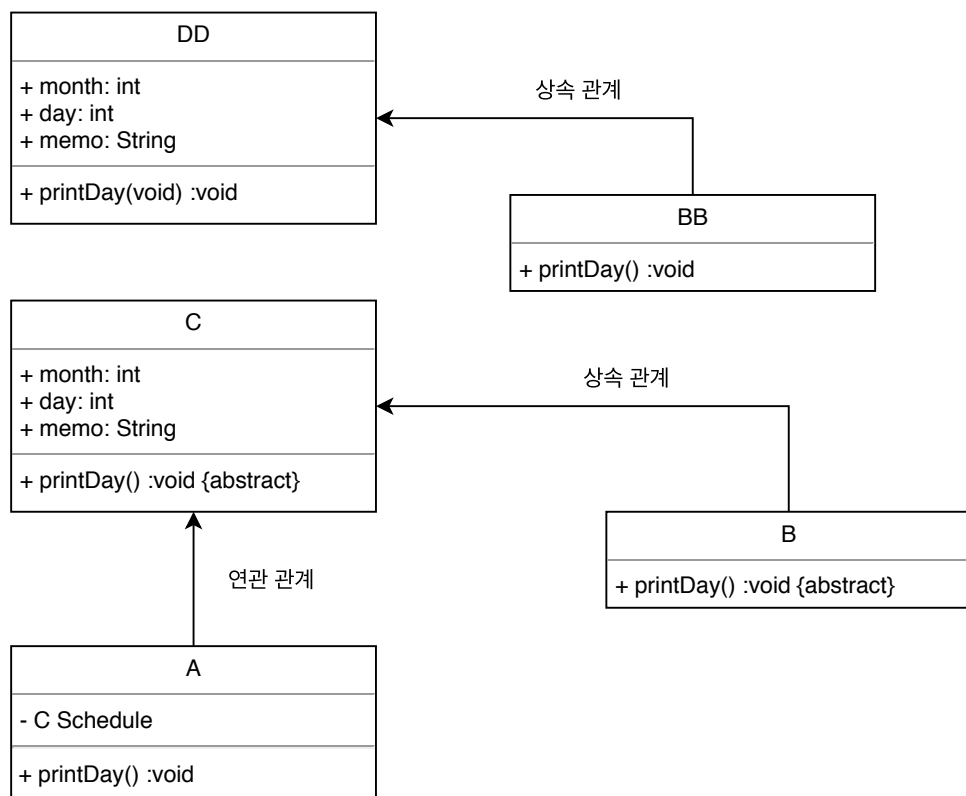 DD
+ month: int
+ day: int
+ memo: String
+ printDay(void) :void
상속 관계
BB
+ printDay() :void
C
+ month: int
+ day: int
+ memo: String
+ printDay() :void {abstract}
상속 관계
B
+ printDay() :void {abstract}
연관 관계
A
- C Schedule
+ printDay() :void